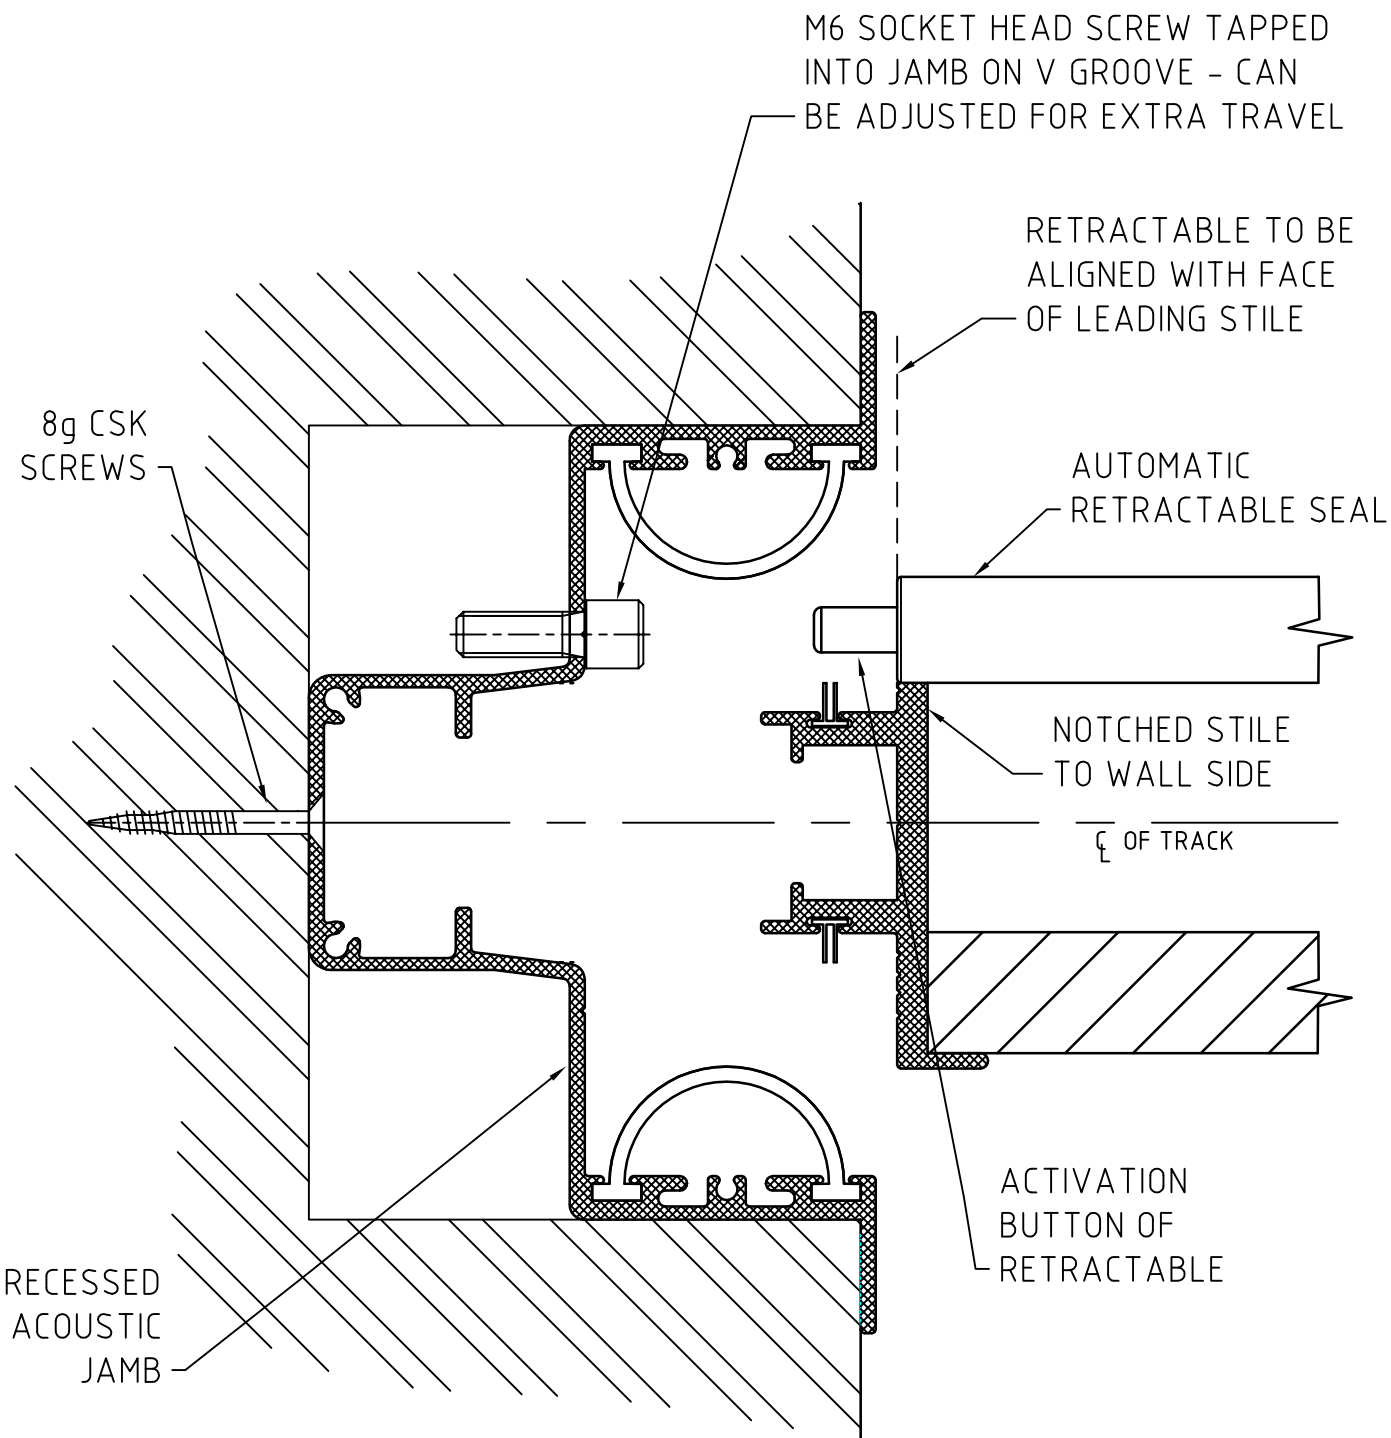 M6 SOCKET HEAD SCREW TAPPED
INTO JAMB ON V GROOVE - CAN
BE ADJUSTED FOR EXTRA TRAVEL
RETRACTABLE TO BE
ALIGNED WITH FACE
OF LEADING STILE
8g CSK
SCREWS
AUTOMATIC
RETRACTABLE SEAL
NOTCHED STILE
TO WALL SIDE
℄ OF TRACK
ACTIVATION
BUTTON OF
RETRACTABLE
RECESSED
ACOUSTIC
JAMB